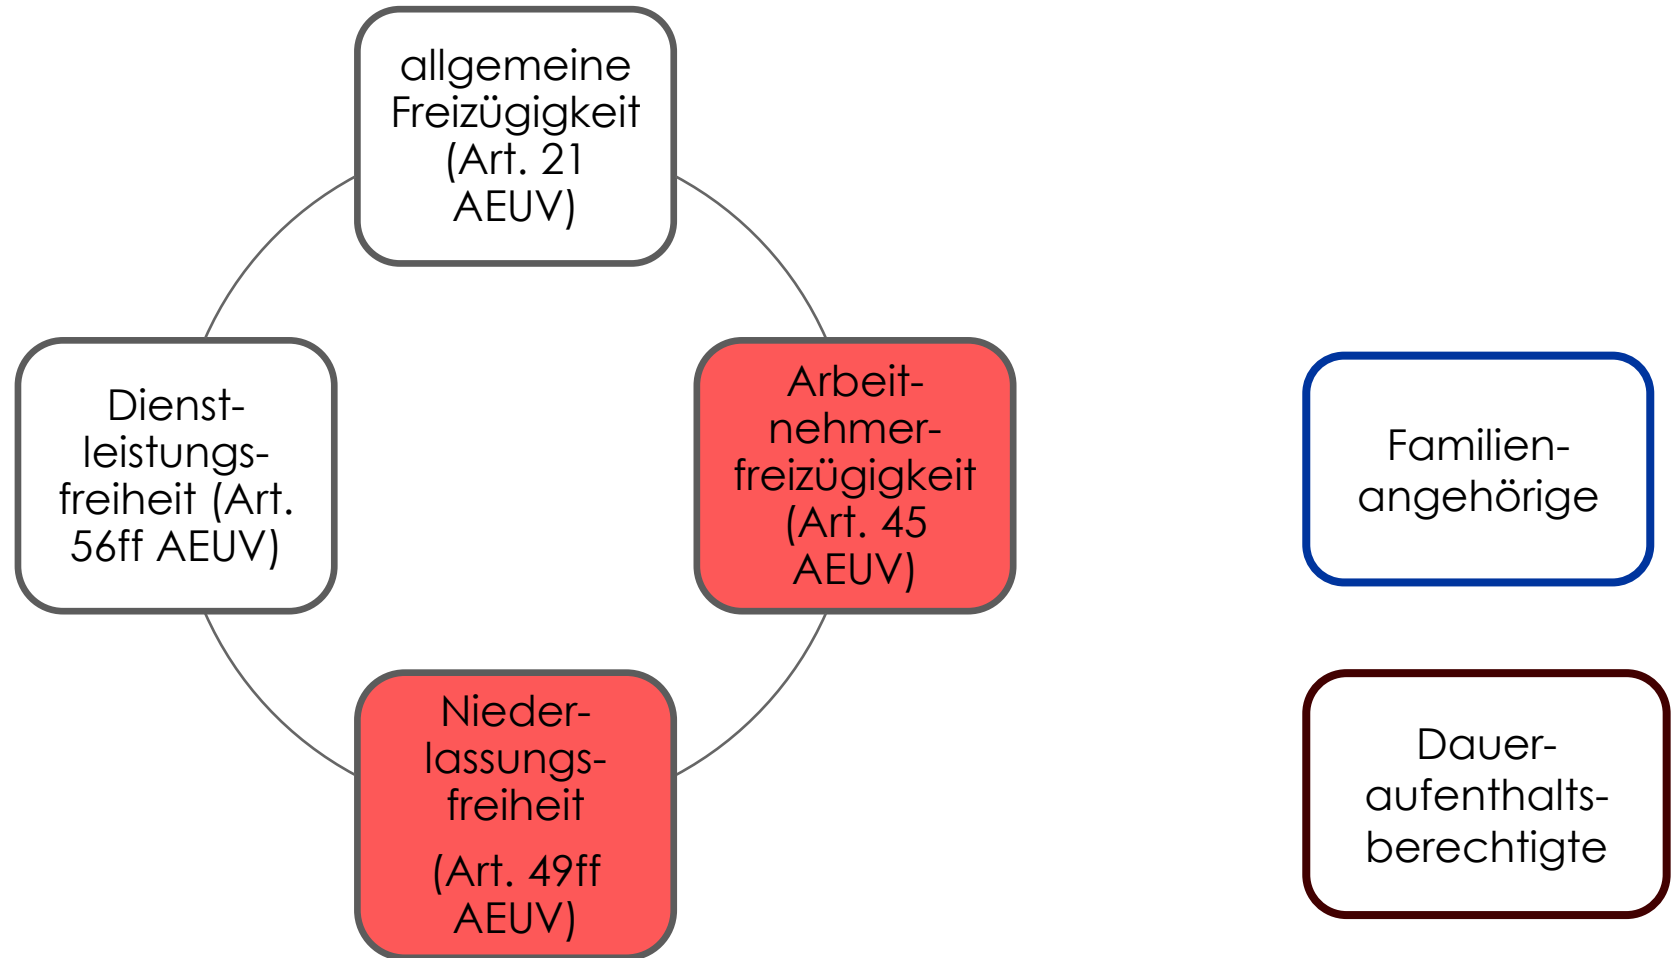 allgemeine
Freizügigkeit
(Art. 21
AEUV)
Dienst-
leistungs-
freiheit (Art.
56ff AEUV)
Arbeit-
nehmer-
freizügigkeit
(Art. 45
AEUV)
Nieder-
lassungs-
freiheit
(Art. 49ff
AEUV)
Familien-
angehörige
Dauer-
aufenthalts-
berechtigte